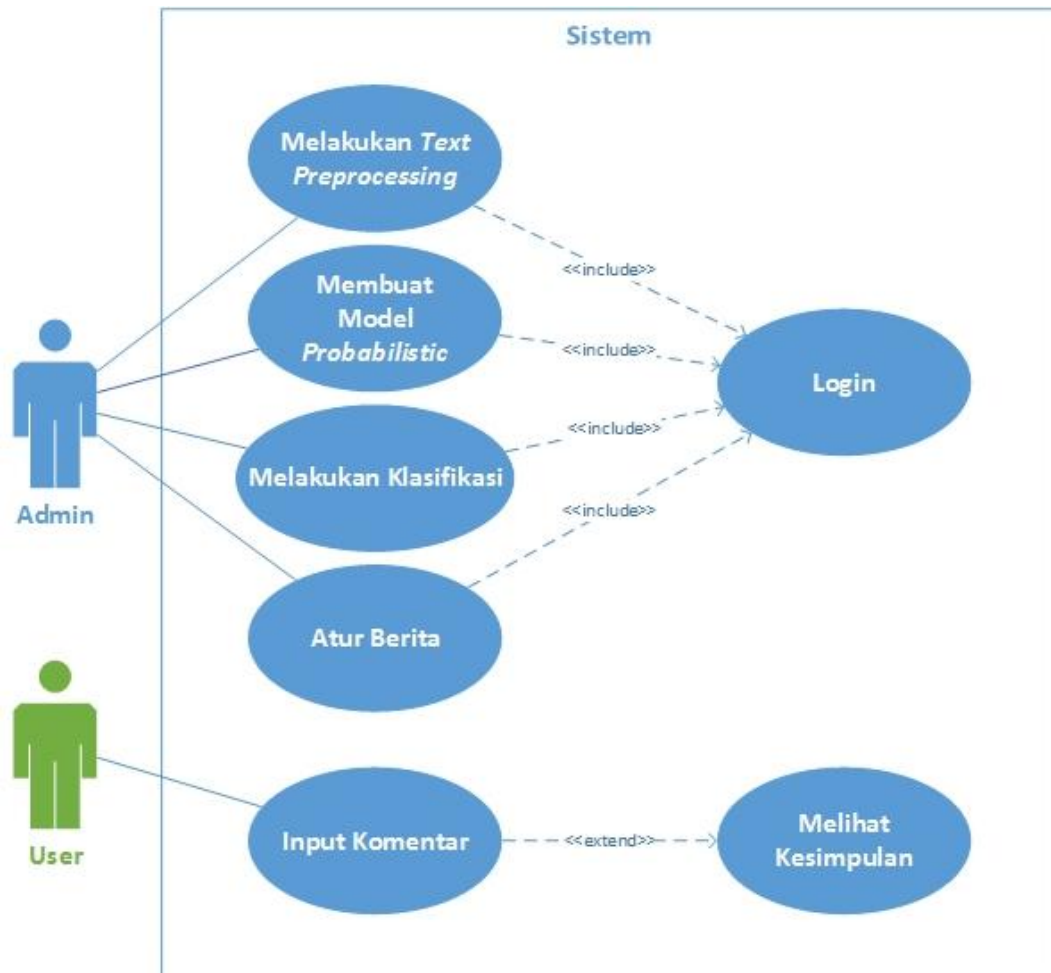 Sistem
Melakukan Text
Preprocessing
<<include>>
Membuat
Model
Probabilistic
<<include>>
Login
<<include>>
Melakukan Klasifikasi
<<include>>
Admin
Atur Berita
User
Input Komentar
<<extend>>
Melihat
Kesimpulan